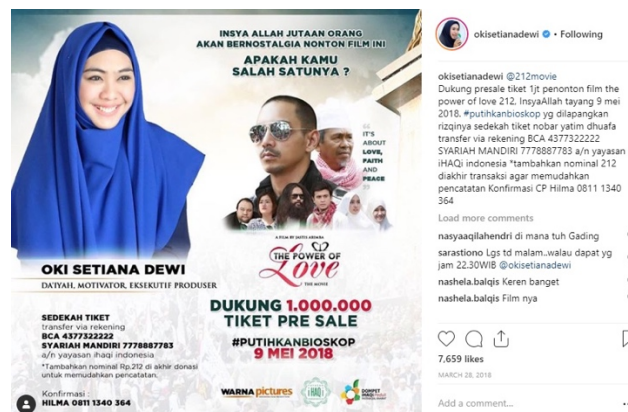 INSYA ALLAH JUTAAN ORANG
AKAN BERNOSTALGIA NONTON FILM INI
APAKAH KAMU
SALAH SATUNYA ?
IT'S
ABOUT
LOVE,
FAITH
AND
PEACE
THE POWER OF
Love
THE MOVIE
OKI SETIANA DEWI
DA'IYAH, MOTIVATOR, EKSEKUTIF PRODUSER
DUKUNG 1.000.000
TIKET PRE SALE
#PUTIHKANBIOSKOP
9 MEI 2018
SEDEKAH TIKET
transfer via rekening
BCA 4377322222
SYARIAH MANDIRI 7778887783
a/n yayasan ihaqi indonesia
*Tambahkan nominal Rp.212 di akhir donasi
untuk memudahkan pencatatan.
Konfirmasi :
HILMA 0811 1340 364
WARNA pictures
iHAQi
DOMPET
okisetianadewi • Following
okisetianadewi @212movie
Dukung presale tiket 1jt penonton film the
power of love 212. InsyaAllah tayang 9 mei
2018. #putihkanbioskop yg dilapangkan
rizqinya sedekah tiket nobar yatim dhuafa
transfer via rekening BCA 4377322222
SYARIAH MANDIRI 7778887783 a/n yayasan
iHAQi indonesia *tambahkan nominal 212
diakhir transaksi agar memudahkan
pencatatan Konfirmasi CP Hilma 0811 1340
364
Load more comments
nasyaaqilahendri di mana tuh Gading
sarastiono Lgs td malam..walau dapat yg
jam 22.30WIB @okisetianadewi
nashela.balqis Keren banget
nashela.balqis Film nya
7,659 likes
MARCH 28, 2018
Add a comment...